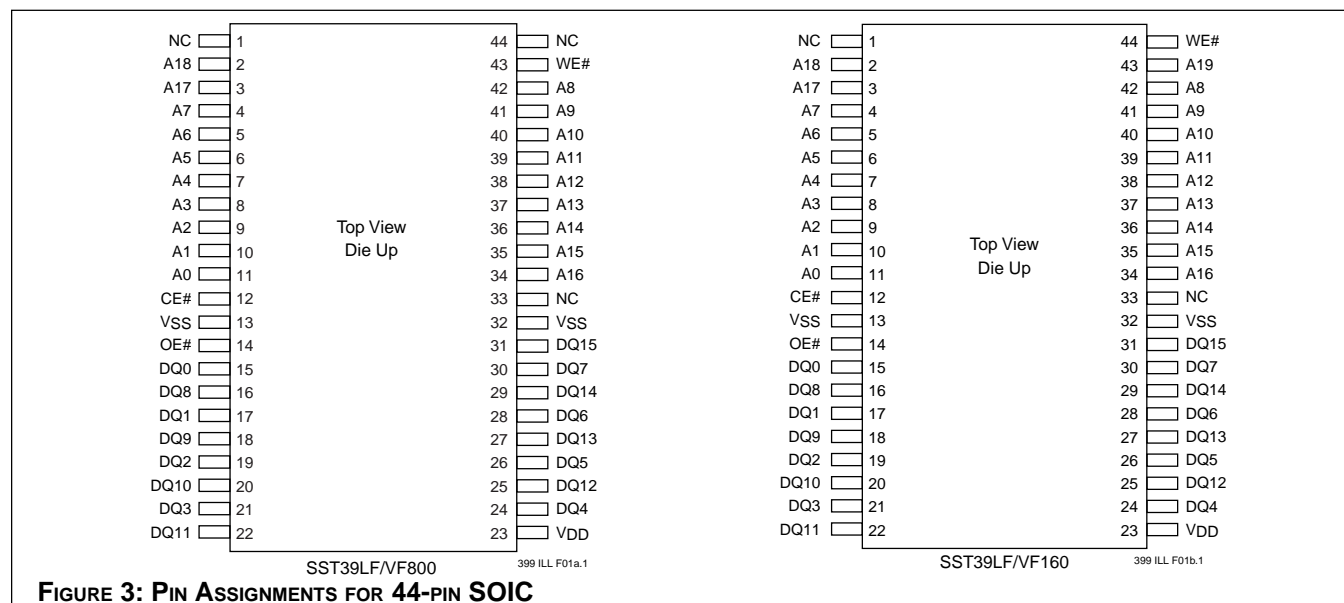 NC 1 44 NC NC 1 44 WE#
A18 2 43 WE# A18 2 43 A19
A17 3 42 A8 A17 3 42 A8
A7 4 41 A9 A7 4 41 A9
A6 5 40 A10 A6 5 40 A10
A5 6 39 A11 A5 6 39 A11
A4 7 38 A12 A4 7 38 A12
A3 8 37 A13 A3 8 37 A13
A2 9 Top View 36 A14 A2 9 36 A14
A1 10 Die Up 35 A15 A1 10 Top View 35 A15
A0 11 34 A16 A0 11 Die Up 34 A16
CE# 12 33 NC CE# 12 33 NC
VSS 13 32 VSS VSS 13 32 VSS
OE# 14 31 DQ15 OE# 14 31 DQ15
DQ0 15 30 DQ7 DQ0 15 30 DQ7
DQ8 16 29 DQ14 DQ8 16 29 DQ14
DQ1 17 28 DQ6 DQ1 17 28 DQ6
DQ9 18 27 DQ13 DQ9 18 27 DQ13
DQ2 19 26 DQ5 DQ2 19 26 DQ5
DQ10 20 25 DQ12 DQ10 20 25 DQ12
DQ3 21 24 DQ4 DQ3 21 24 DQ4
DQ11 22 23 VDD DQ11 22 23 VDD
SST39LF/VF800 399 ILL F01a.1 SST39LF/VF160 399 ILL F01b.1
FIGURE 3: PIN ASSIGNMENTS FOR 44-PIN SOIC